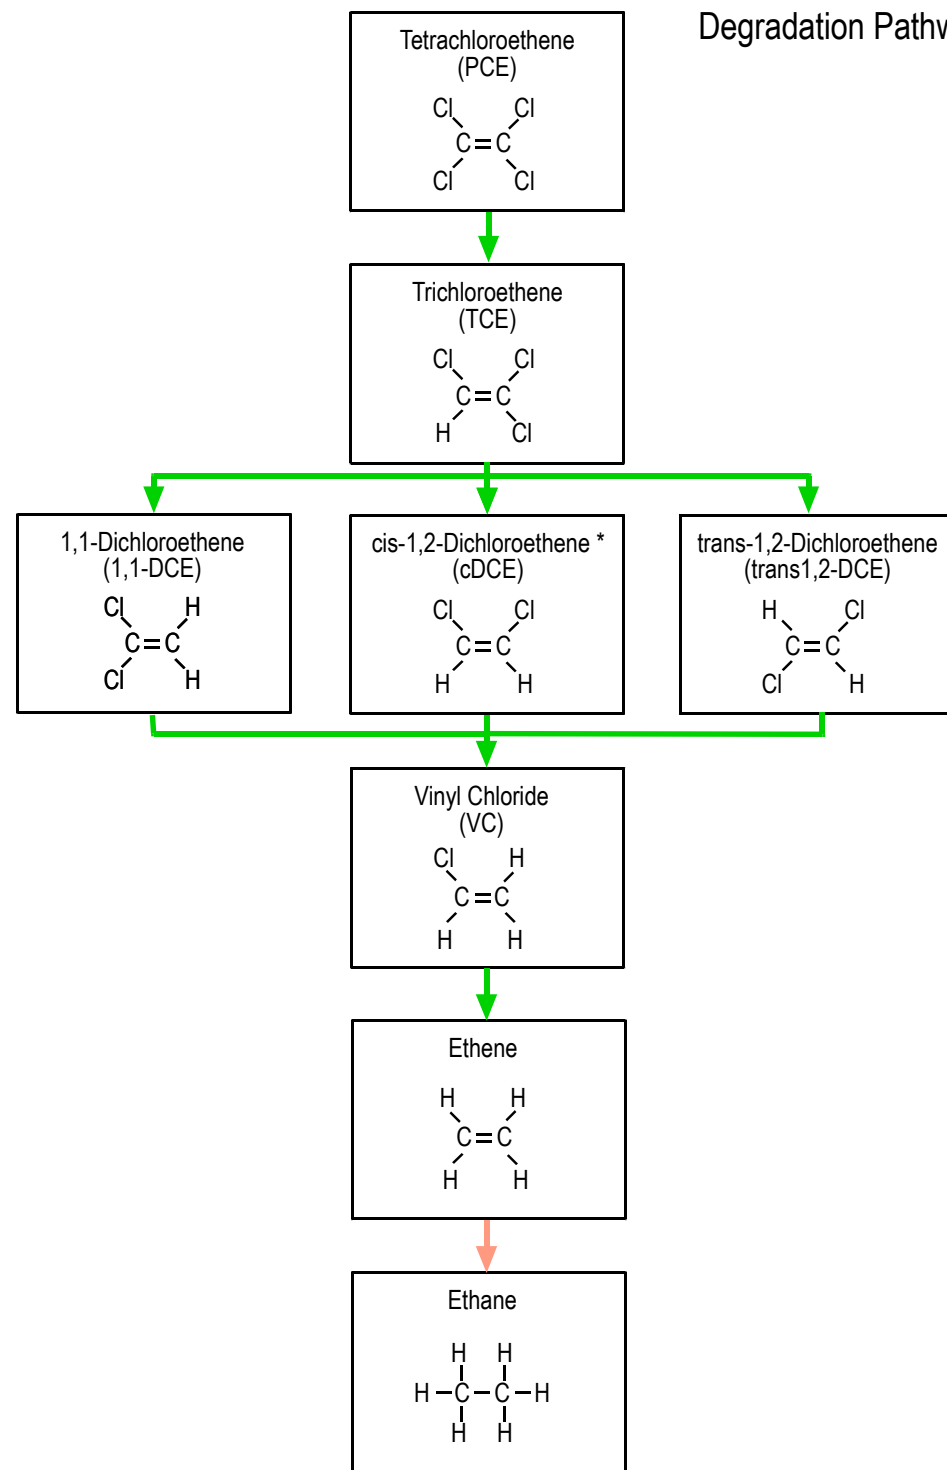 Degradation Pathw
Tetrachloroethene
(PCE)
Cl Cl
C=C
Cl Cl
Trichloroethene
(TCE)
Cl Cl
C=C
H Cl
1,1-Dichloroethene
(1,1-DCE)
Cl H
C=C
Cl H
cis-1,2-Dichloroethene *
(cDCE)
Cl Cl
C=C
H H
trans-1,2-Dichloroethene
(trans1,2-DCE)
H Cl
C=C
Cl H
Vinyl Chloride
(VC)
Cl H
C=C
H H
Ethene
H H
C=C
H H
Ethane
H H
H-C-C-H
H H